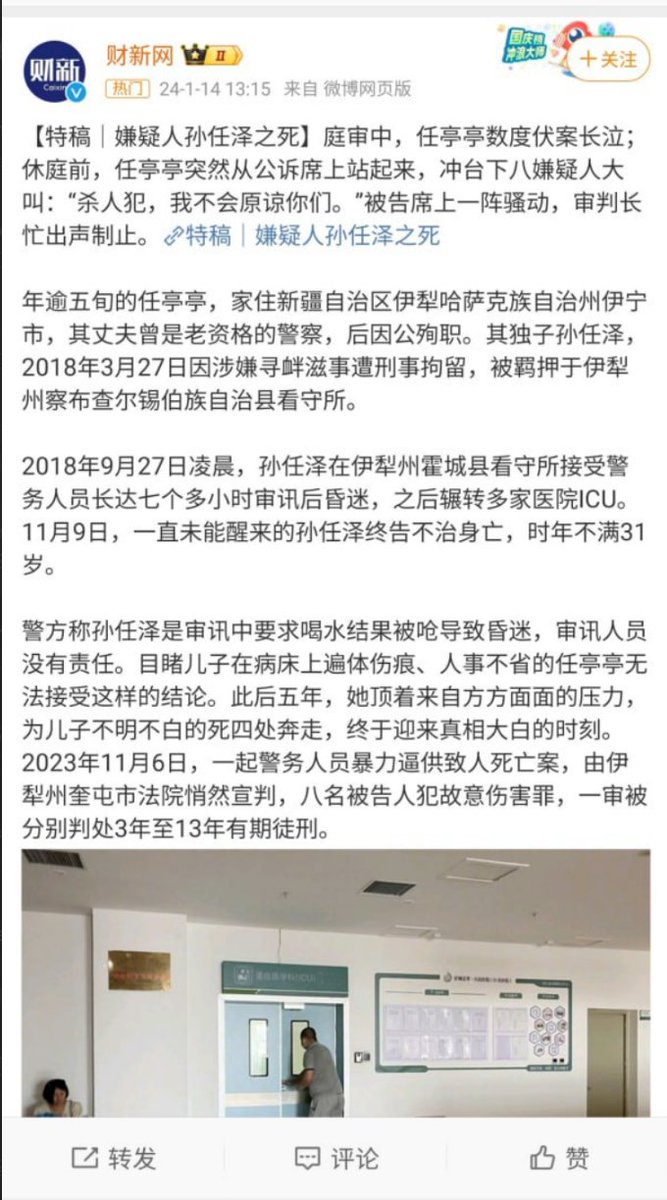 国庆榜
冲浪大师
财新
Caixin
财新网 II
+关注
热门 24-1-14 13:15 来自 微博网页版
【特稿｜嫌疑人孙任泽之死】庭审中，任亭亭数度伏案长泣；
休庭前，任亭亭突然从公诉席上站起来，冲台下八嫌疑人大
叫：“杀人犯，我不会原谅你们。”被告席上一阵骚动，审判长
忙出声制止。特稿｜嫌疑人孙任泽之死
年逾五旬的任亭亭，家住新疆自治区伊犁哈萨克族自治州伊宁
市，其丈夫曾是老资格的警察，后因公殉职。其独子孙任泽，
2018年3月27日因涉嫌寻衅滋事遭刑事拘留，被羁押于伊犁
州察布查尔锡伯族自治县看守所。
2018年9月27日凌晨，孙任泽在伊犁州霍城县看守所接受警
务人员长达七个多小时审讯后昏迷，之后辗转多家医院ICU。
11月9日，一直未能醒来的孙任泽终告不治身亡，时年不满31
岁。
警方称孙任泽是审讯中要求喝水结果被呛导致昏迷，审讯人员
没有责任。目睹儿子在病床上遍体伤痕、人事不省的任亭亭无
法接受这样的结论。此后五年，她顶着来自方方面面的压力，
为儿子不明不白的死四处奔走，终于迎来真相大白的时刻。
2023年11月6日，一起警务人员暴力逼供致人死亡案，由伊
犁州奎屯市法院悄然宣判，八名被告人犯故意伤害罪，一审被
分别判处3年至13年有期徒刑。
重症医学科(ICU)
转发
评论
赞